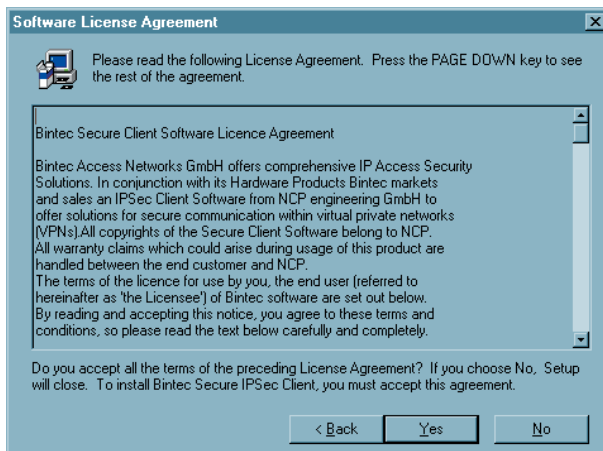 Software License Agreement
Please read the following License Agreement. Press the PAGE DOWN key to see
the rest of the agreement.
Bintec Secure Client Software Licence Agreement
Bintec Access Networks GmbH offers comprehensive IP Access Security
Solutions. In conjunction with its Hardware Products Bintec markets
and sales an IPSec Client Software from NCP engineering GmbH to
offer solutions for secure communication within virtual private networks
(VPNs).All copyrights of the Secure Client Software belong to NCP.
All warranty claims which could arise during usage of this product are
handled between the end customer and NCP.
The terms of the licence for use by you, the end user (referred to
hereinafter as 'the Licensee') of Bintec software are set out below.
By reading and accepting this notice, you agree to these terms and
conditions, so please read the text below carefully and completely.
Do you accept all the terms of the preceding License Agreement? If you choose No, Setup
will close. To install Bintec Secure IPSec Client, you must accept this agreement.
< Back
Yes
No